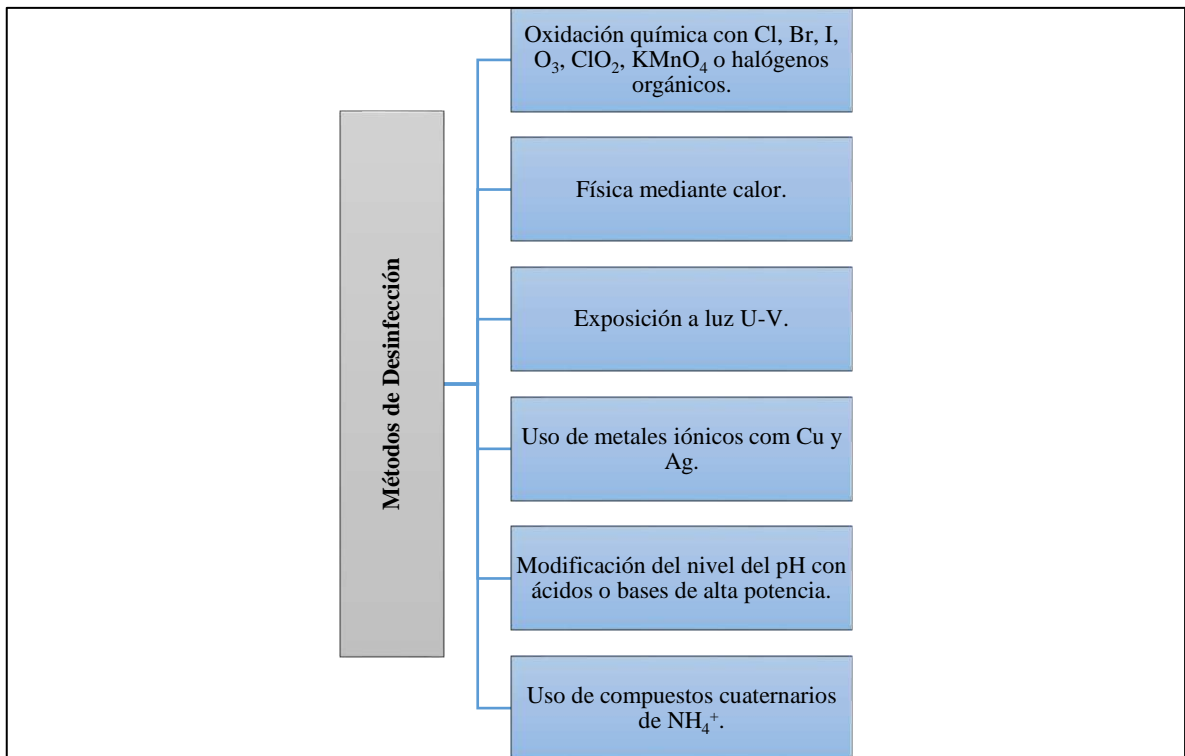 Métodos de Desinfección
Oxidación química con Cl, Br, I,
O₃, ClO₂, KMnO₄ o halógenos
orgánicos.
Física mediante calor.
Exposición a luz U-V.
Uso de metales iónicos com Cu y
Ag.
Modificación del nivel del pH con
ácidos o bases de alta potencia.
Uso de compuestos cuaternarios
de NH₄⁺.